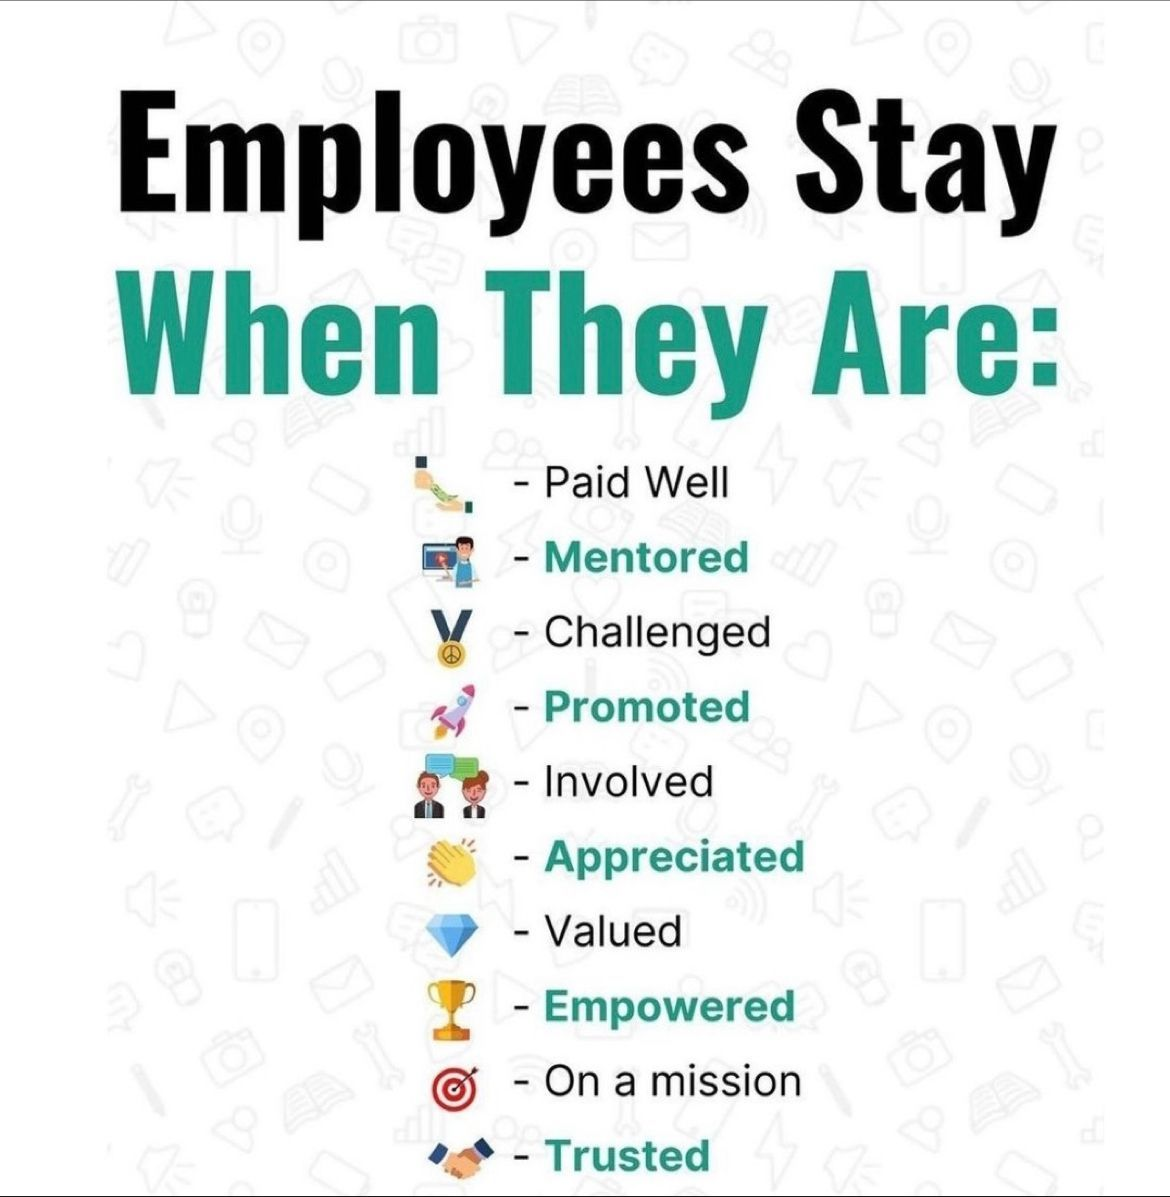 Employees Stay
When They Are:
- Paid Well
- Mentored
- Challenged
- Promoted
- Involved
- Appreciated
- Valued
- Empowered
- On a mission
- Trusted